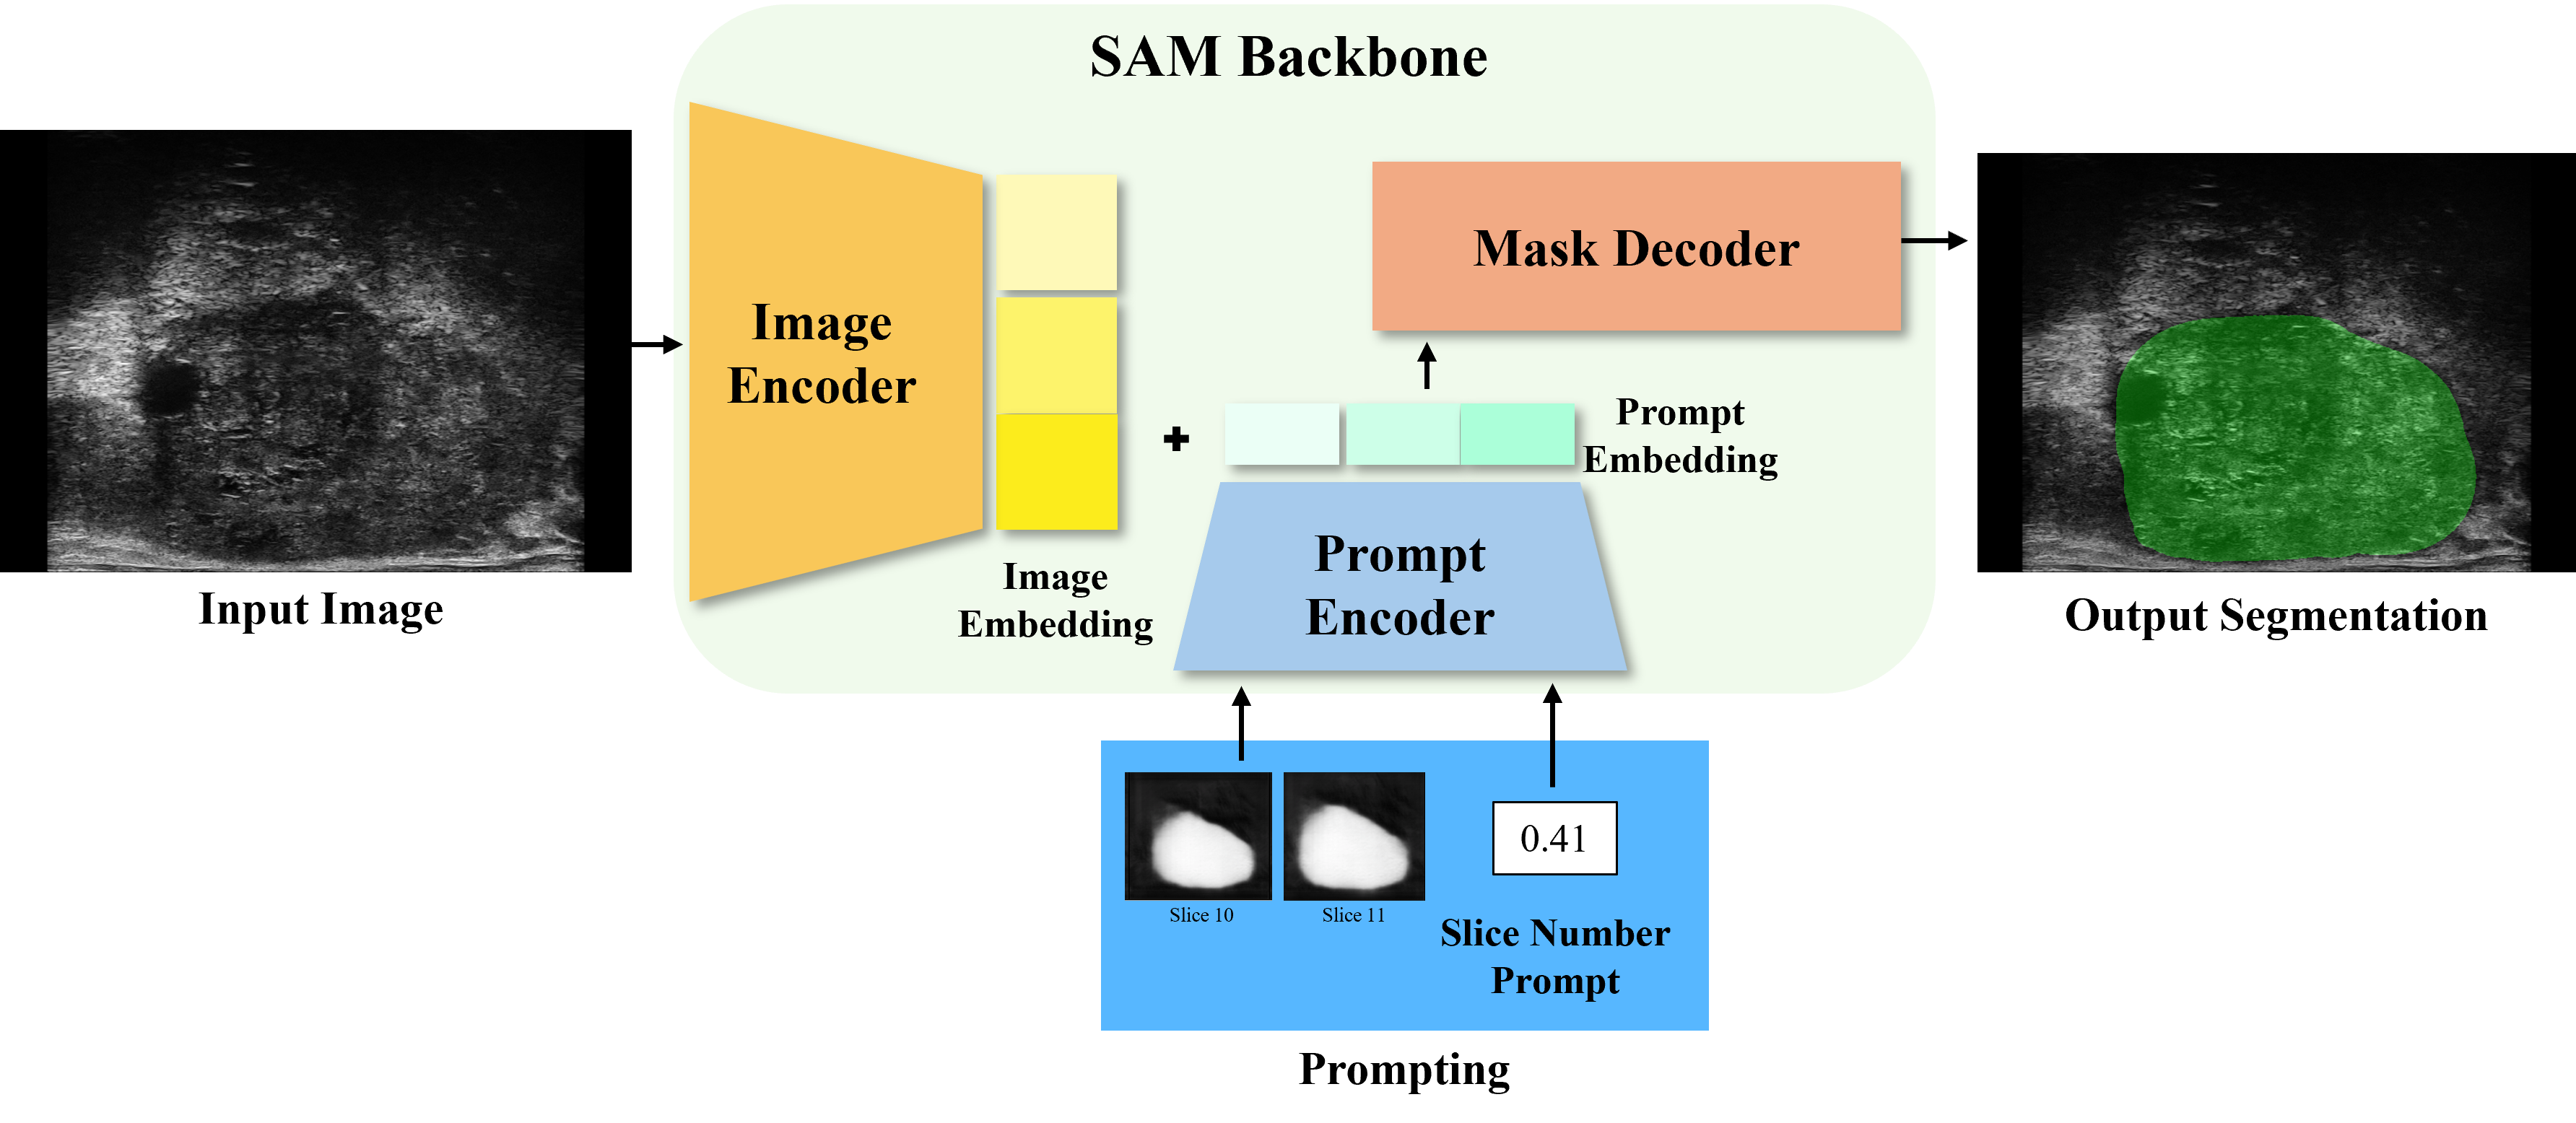 SAM Backbone
Image
Encoder
Mask Decoder
Prompt
Embedding
Image
Embedding
Prompt
Encoder
Input Image
Output Segmentation
0.41
Slice 10
Slice 11
Slice Number
Prompt
Prompting